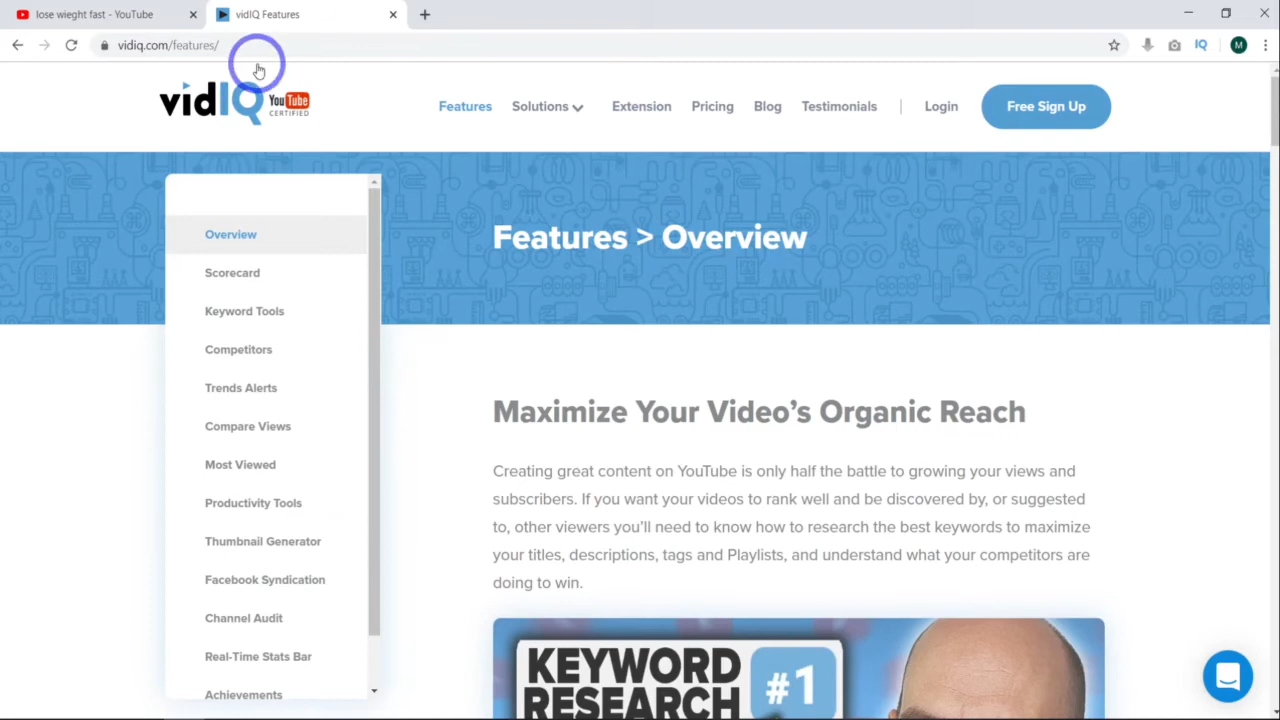 lose wieght fast - YouTube
vidIQ Features
vidiq.com/features/
IQ
M
vidIQ YouTube CERTIFIED
Features Solutions Extension Pricing Blog Testimonials Login Free Sign Up
Overview
Scorecard
Keyword Tools
Competitors
Trends Alerts
Compare Views
Most Viewed
Productivity Tools
Thumbnail Generator
Facebook Syndication
Channel Audit
Real-Time Stats Bar
Achievements
Features > Overview
Maximize Your Video’s Organic Reach
Creating great content on YouTube is only half the battle to growing your views and
subscribers. If you want your videos to rank well and be discovered by, or suggested
to, other viewers you’ll need to know how to research the best keywords to maximize
your titles, descriptions, tags and Playlists, and understand what your competitors are
doing to win.
KEYWORD
RESEARCH
#1